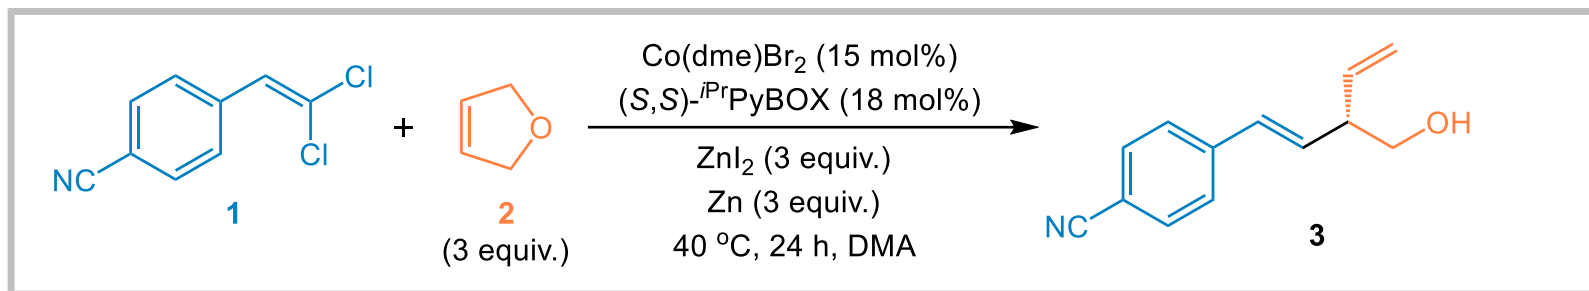 Cl
Cl
NC
1
+
O
2
(3 equiv.)
Co(dme)Br₂ (15 mol%)
(S,S)-ⁱᴾʳPyBOX (18 mol%)
ZnI₂ (3 equiv.)
Zn (3 equiv.)
40 ᵒC, 24 h, DMA
OH
NC
3